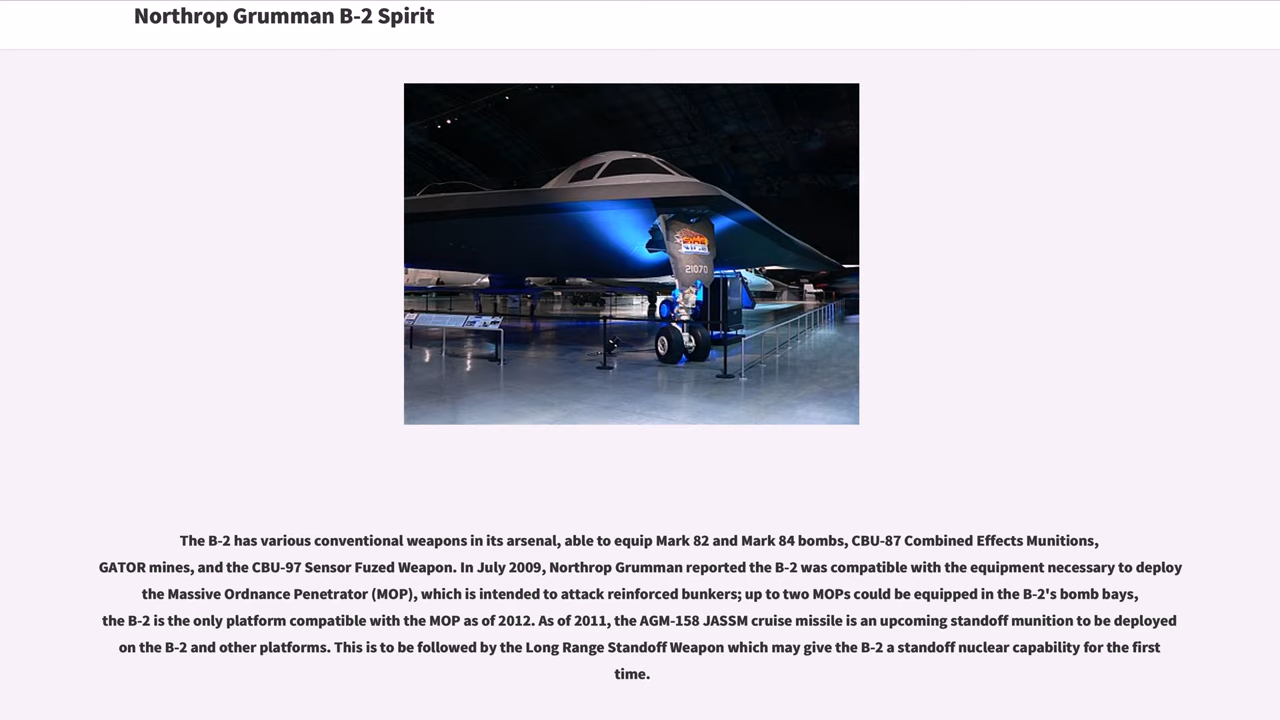 Northrop Grumman B-2 Spirit
21070
The B-2 has various conventional weapons in its arsenal, able to equip Mark 82 and Mark 84 bombs, CBU-87 Combined Effects Munitions,
GATOR mines, and the CBU-97 Sensor Fuzed Weapon. In July 2009, Northrop Grumman reported the B-2 was compatible with the equipment necessary to deploy
the Massive Ordnance Penetrator (MOP), which is intended to attack reinforced bunkers; up to two MOPs could be equipped in the B-2's bomb bays,
the B-2 is the only platform compatible with the MOP as of 2012. As of 2011, the AGM-158 JASSM cruise missile is an upcoming standoff munition to be deployed
on the B-2 and other platforms. This is to be followed by the Long Range Standoff Weapon which may give the B-2 a standoff nuclear capability for the first
time.